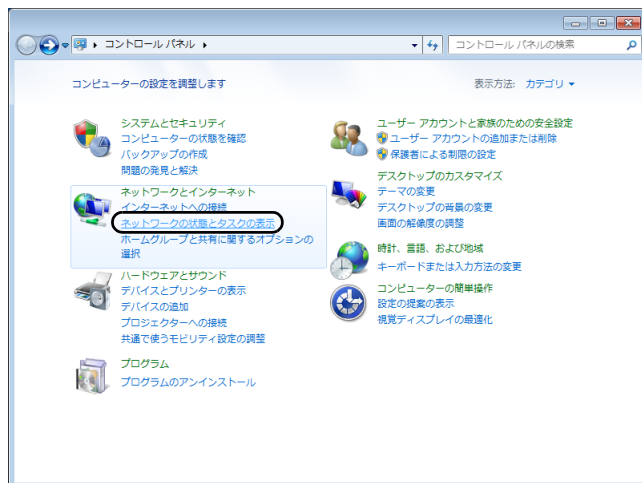 コントロール パネル
コントロール パネルの検索
コンピューターの設定を調整します
表示方法: カテゴリ
システムとセキュリティ
コンピューターの状態を確認
バックアップの作成
問題の発見と解決
ネットワークとインターネット
インターネットへの接続
ネットワークの状態とタスクの表示
ホームグループと共有に関するオプションの
選択
ハードウェアとサウンド
デバイスとプリンターの表示
デバイスの追加
プロジェクターへの接続
共通で使うモビリティ設定の調整
プログラム
プログラムのアンインストール
ユーザー アカウントと家族のための安全設定
ユーザー アカウントの追加または削除
保護者による制限の設定
デスクトップのカスタマイズ
テーマの変更
デスクトップの背景の変更
画面の解像度の調整
時計、言語、および地域
キーボードまたは入力方法の変更
コンピューターの簡単操作
設定の提案の表示
視覚ディスプレイの最適化